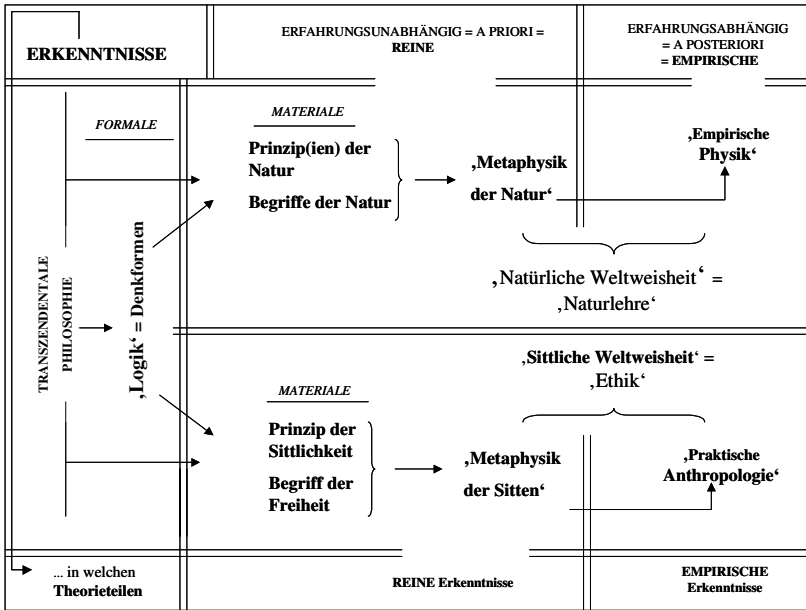 ERKENNTNISSE
ERFAHRUNGSUNABHÄNGIG = A PRIORI =
REINE
ERFAHRUNGSABHÄNGIG
= A POSTERIORI
= EMPIRISCHE
FORMALE
MATERIALE
Prinzip(ien) der
Natur
Begriffe der Natur
‚Metaphysik
der Natur‘
‚Empirische
Physik‘
‚Natürliche Weltweisheit‘ =
‚Naturlehre‘
TRANSZENDENTALE
PHILOSOPHIE
‚Logik‘ = Denkformen
‚Sittliche Weltweisheit‘ =
‚Ethik‘
MATERIALE
Prinzip der
Sittlichkeit
Begriff der
Freiheit
‚Metaphysik
der Sitten‘
‚Praktische
Anthropologie‘
... in welchen
Theorieteilen
REINE Erkenntnisse
EMPIRISCHE
Erkenntnisse